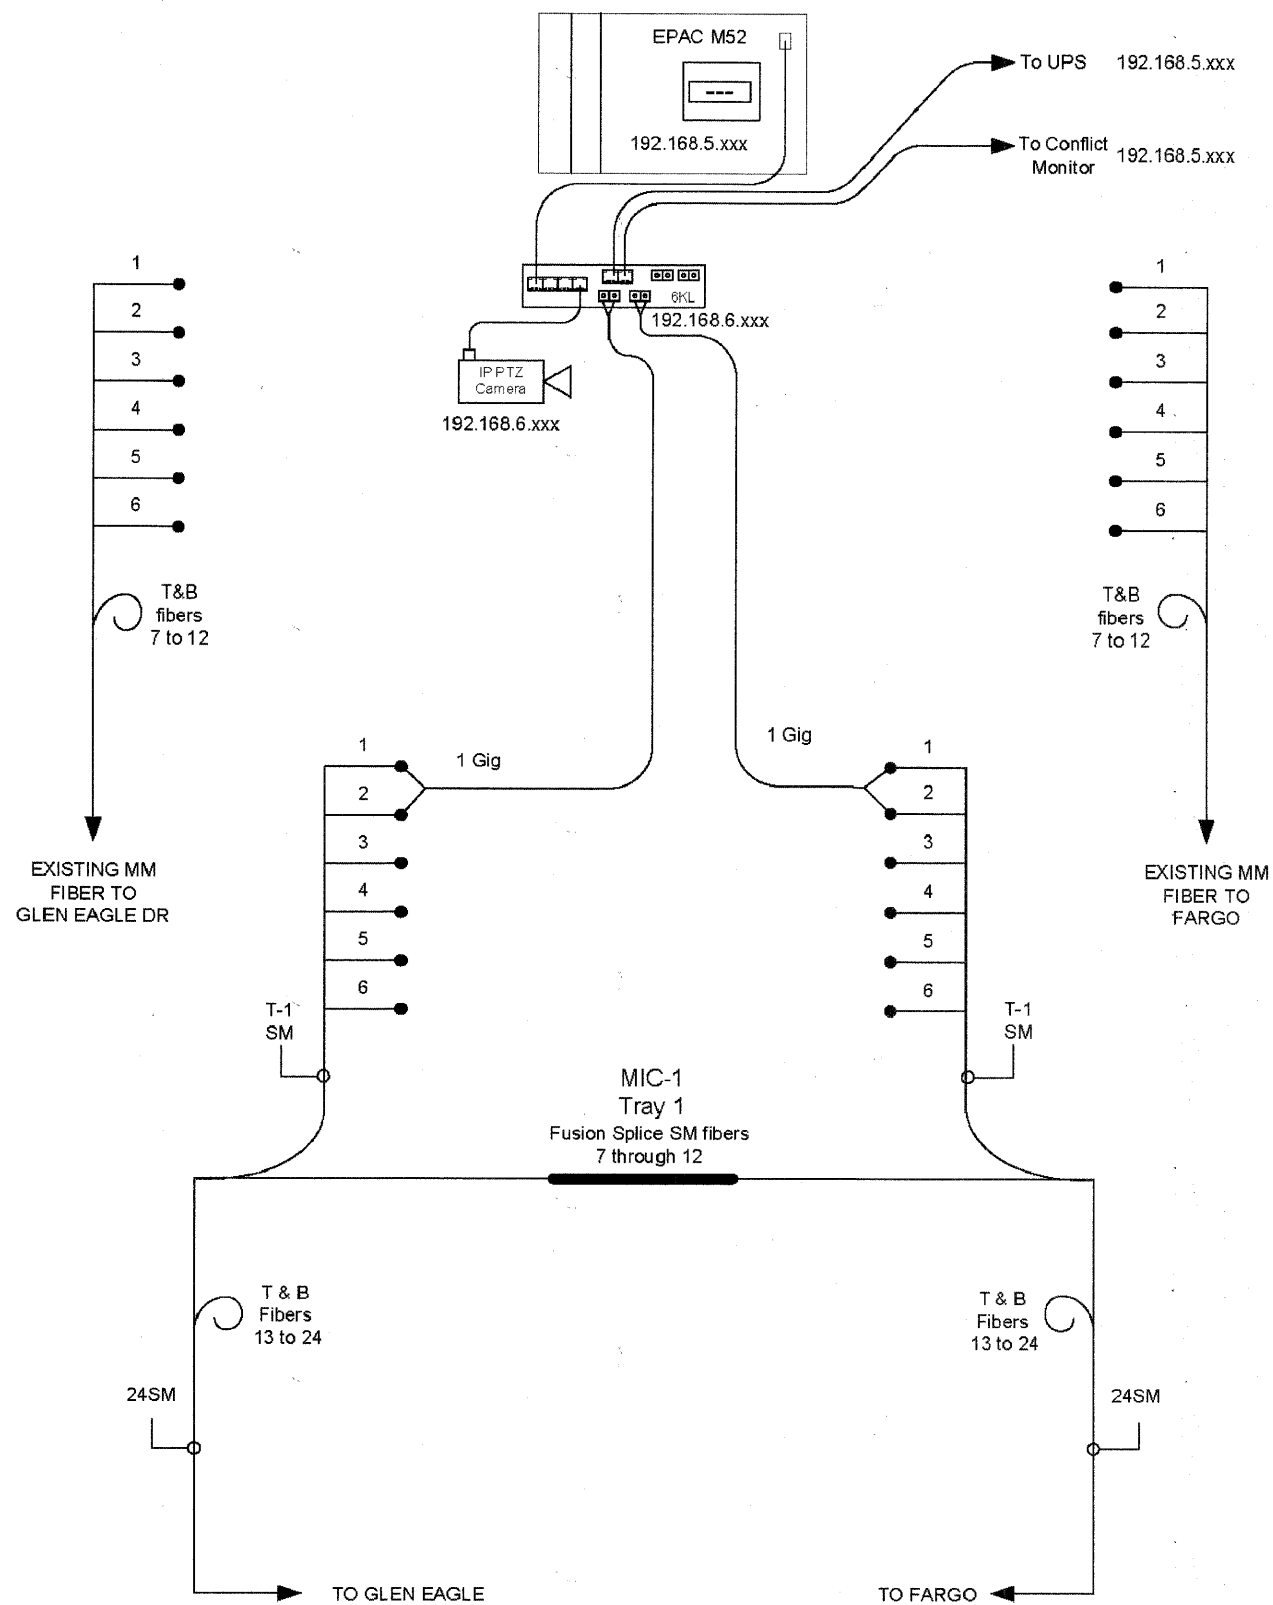 EPAC M52
192.168.5.xxx
To UPS 192.168.5.xxx
To Conflict
Monitor
192.168.5.xxx
6KL
192.168.6.xxx
IP PTZ
Camera
192.168.6.xxx
1
2
3
4
5
6
T&B
fibers
7 to 12
EXISTING MM
FIBER TO
GLEN EAGLE DR
1
2
3
4
5
6
T&B
fibers
7 to 12
EXISTING MM
FIBER TO
FARGO
1
2
3
4
5
6
1 Gig
T-1
SM
1 Gig
1
2
3
4
5
6
T-1
SM
MIC-1
Tray 1
Fusion Splice SM fibers
7 through 12
T & B
Fibers
13 to 24
24SM
TO GLEN EAGLE
T & B
Fibers
13 to 24
24SM
TO FARGO